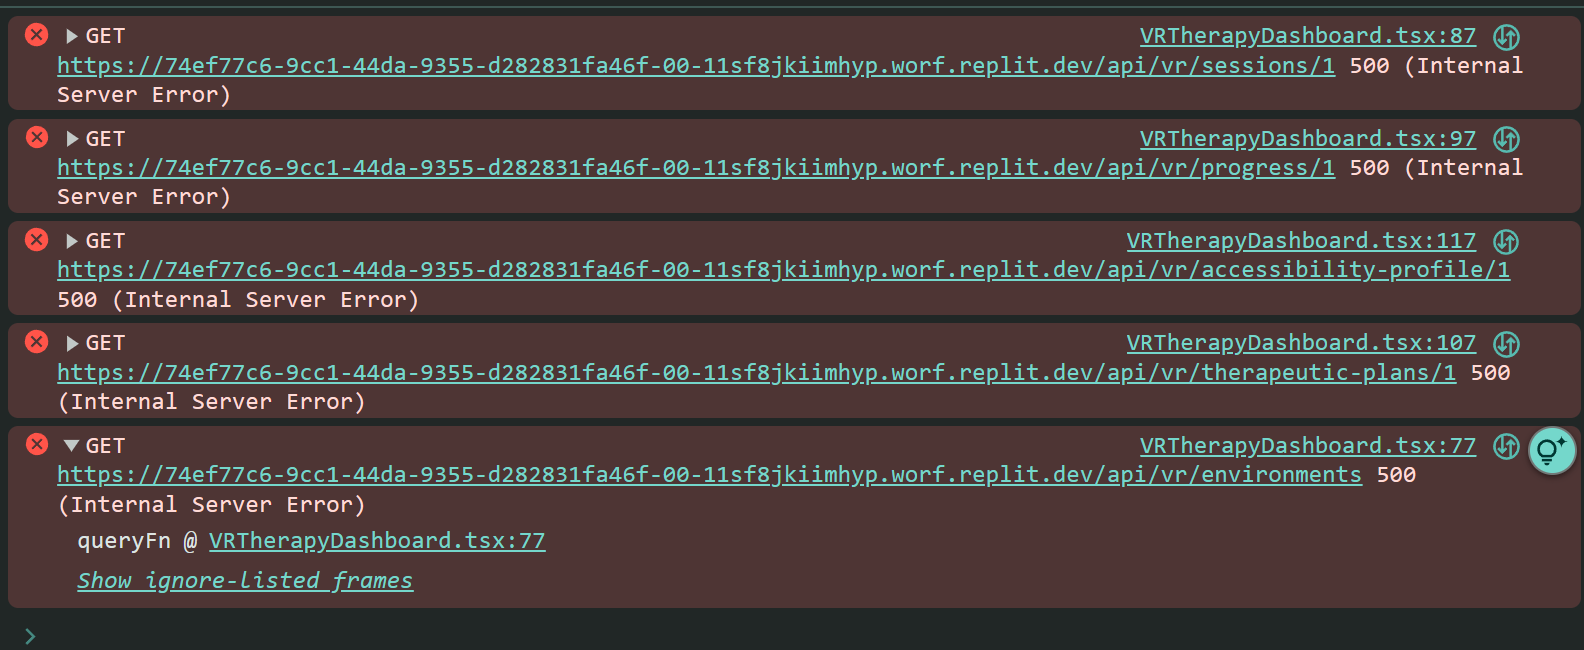 GET VRTherapyDashboard.tsx:87
https://74ef77c6-9cc1-44da-9355-d282831fa46f-00-11sf8jkiimhyp.worf.replit.dev/api/vr/sessions/1 500 (Internal
Server Error)
GET VRTherapyDashboard.tsx:97
https://74ef77c6-9cc1-44da-9355-d282831fa46f-00-11sf8jkiimhyp.worf.replit.dev/api/vr/progress/1 500 (Internal
Server Error)
GET VRTherapyDashboard.tsx:117
https://74ef77c6-9cc1-44da-9355-d282831fa46f-00-11sf8jkiimhyp.worf.replit.dev/api/vr/accessibility-profile/1
500 (Internal Server Error)
GET VRTherapyDashboard.tsx:107
https://74ef77c6-9cc1-44da-9355-d282831fa46f-00-11sf8jkiimhyp.worf.replit.dev/api/vr/therapeutic-plans/1 500
(Internal Server Error)
GET VRTherapyDashboard.tsx:77
https://74ef77c6-9cc1-44da-9355-d282831fa46f-00-11sf8jkiimhyp.worf.replit.dev/api/vr/environments 500
(Internal Server Error)
queryFn @ VRTherapyDashboard.tsx:77
Show ignore-listed frames